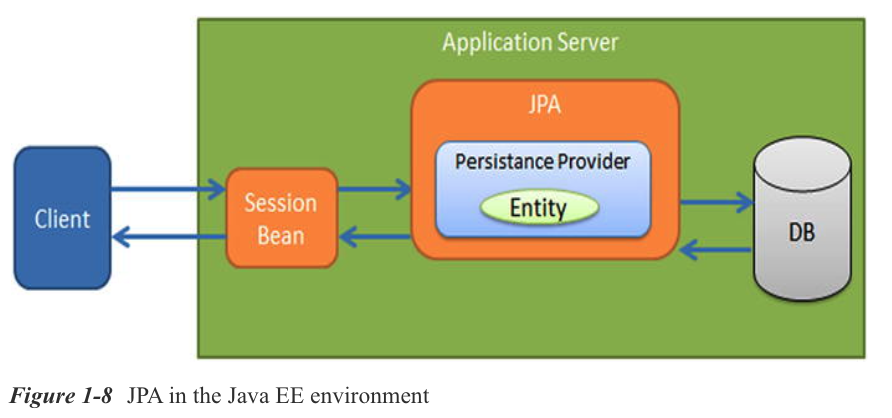 Application Server
JPA
Persistance Provider
Entity
Client
Session
Bean
DB
Figure 1-8 JPA in the Java EE environment